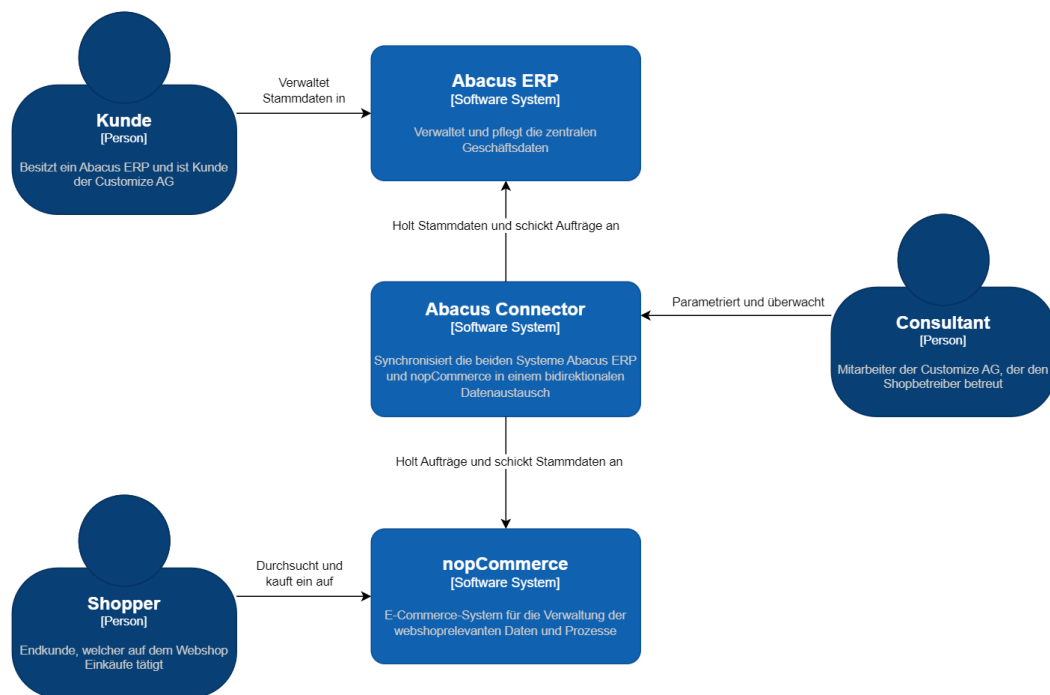 Kunde
[Person]
Besitzt ein Abacus ERP und ist Kunde
der Customize AG
Verwaltet
Stammdaten in
Abacus ERP
[Software System]
Verwaltet und pflegt die zentralen
Geschäftsdaten
Holt Stammdaten und schickt Aufträge an
Abacus Connector
[Software System]
Synchronisiert die beiden Systeme Abacus ERP
und nopCommerce in einem bidirektionalen
Datenaustausch
Parametriert und überwacht
Consultant
[Person]
Mitarbeiter der Customize AG, der den
Shopbetreiber betreut
Holt Aufträge und schickt Stammdaten an
Shopper
[Person]
Endkunde, welcher auf dem Webshop
Einkäufe tätigt
Durchsucht und
kauft ein auf
nopCommerce
[Software System]
E-Commerce-System für die Verwaltung der
webshoprelevanten Daten und Prozesse